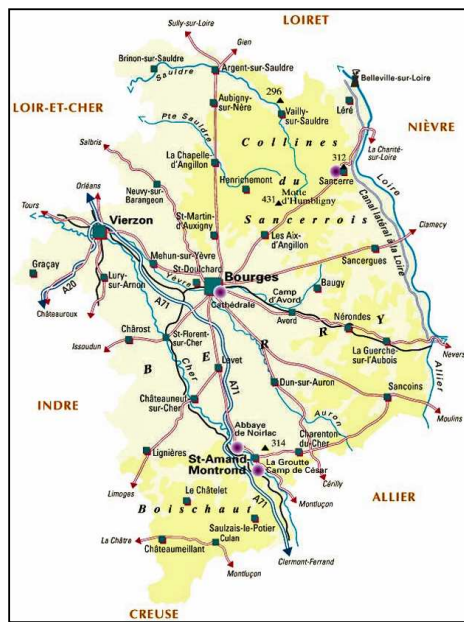 LOIRET
Sully-sur-Loire
Gien
Brinon-sur-Sauldre
Argent-sur-Sauldre
Sauldre
Belleville-sur-Loire
296
LOIR-ET-CHER
Aubigny-
sur-Nère
Vailly-
sur-Sauldre
Léré
NIÈVRE
Pte Sauldre
Collines
Salbris
La Charité-
sur-Loire
312
La Chapelle-
d'Angillon
Sancerre
Loire
Henrichemont
du
Neuvy-sur-
Barangeon
Motte
d'Humbligny
431
Orléans
Sancerrois
Canal latéral à la Loire
Tours
Vierzon
St-Martin-
d'Auxigny
Clamecy
Les Aix-
d'Angillon
Mehun-sur-Yèvre
Sancergues
Graçay
St-Doulchard
Bourges
A20
Lury-
sur-Arnon
Yèvre
Camp
d'Avord
Baugy
A71
Cathédrale
Châteauroux
Avord
Nérondes
Chârost
St-Florent-
sur-Cher
BERRY
Nevers
Issoudun
La Guerche-
sur-l'Aubois
Levet
Cher
A71
Allier
Dun-sur-Auron
Sancoins
INDRE
Châteauneuf-
sur-Cher
Moulins
Auron
Abbaye
de Noirlac
314
Charenton-
du-Cher
Lignières
St-Amand-
Montrond
La Groutte
Camp de César
Cérilly
Limoges
ALLIER
Le Châtelet
Montluçon
A71
Boischaut
Saulzais-le-Potier
La Châtre
Culan
Châteaumeillant
Clermont-Ferrand
Montluçon
CREUSE